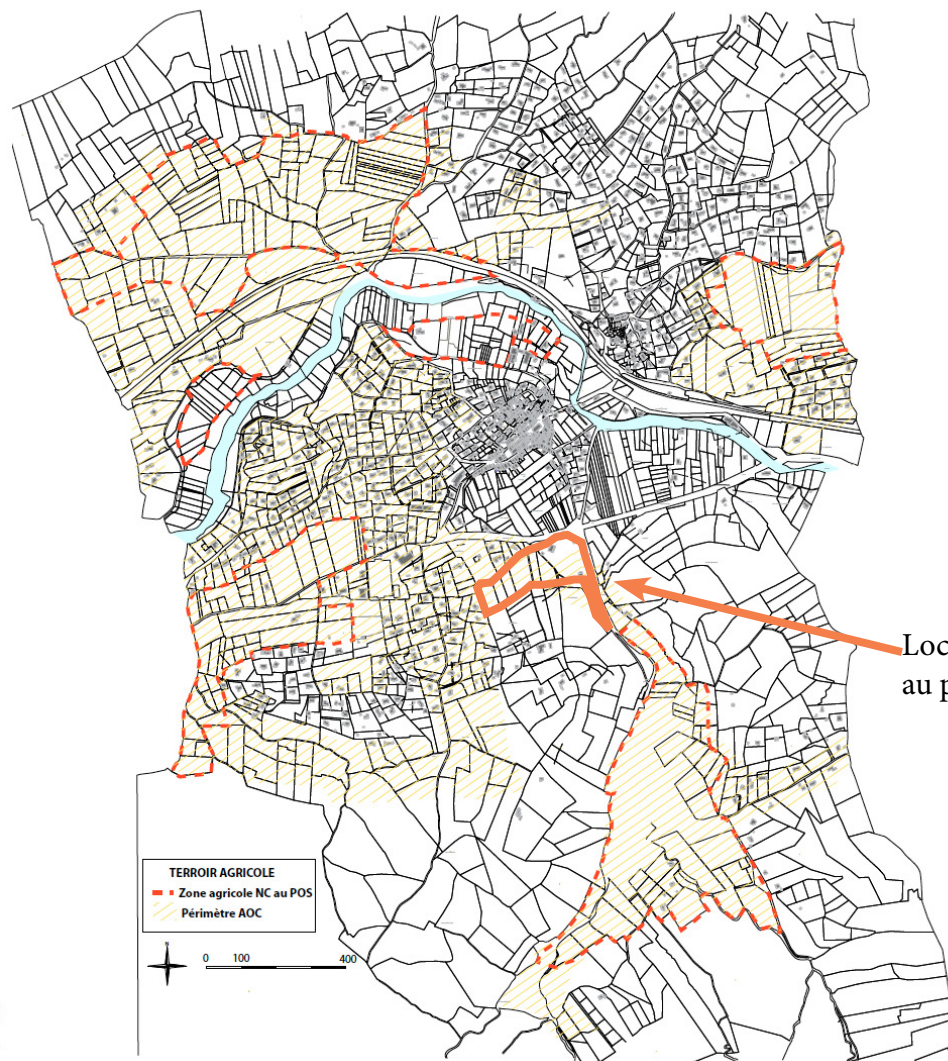 Loc
au p
TERROIR AGRICOLE
Zone agricole NC au POS
Périmètre AOC
N
0 100 400